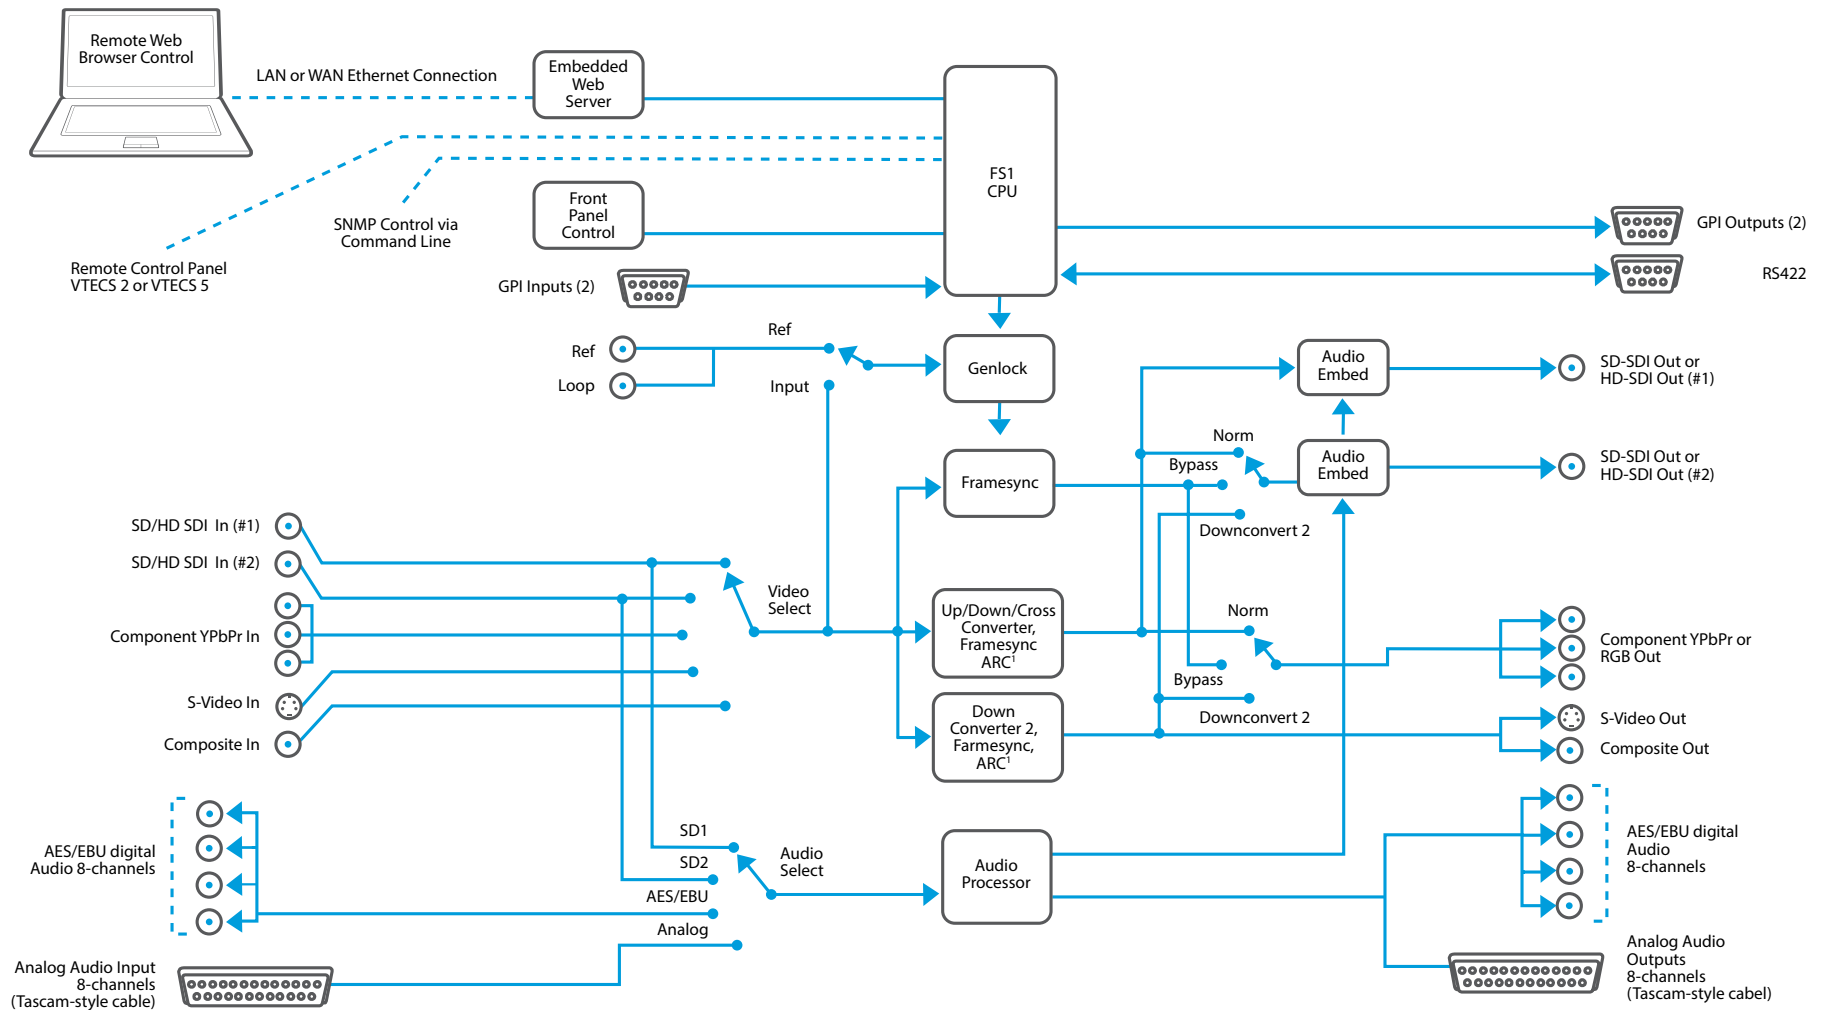 Remote Web
Browser Control
LAN or WAN Ethernet Connection
Embedded
Web
Server
FS1
CPU
Front
Panel
Control
SNMP Control via
Command Line
Remote Control Panel
VTECS 2 or VTECS 5
GPI Inputs (2)
GPI Outputs (2)
RS422
Ref
Ref
Loop
Input
Genlock
Audio
Embed
SD-SDI Out or
HD-SDI Out (#1)
Norm
Bypass
Audio
Embed
SD-SDI Out or
HD-SDI Out (#2)
Framesync
Downconvert 2
SD/HD SDI In (#1)
SD/HD SDI In (#2)
Component YPbPr In
S-Video In
Composite In
Video
Select
Up/Down/Cross
Converter,
Framesync
ARC1
Norm
Bypass
Downconvert 2
Component YPbPr or
RGB Out
Down
Converter 2,
Farmesync,
ARC1
S-Video Out
Composite Out
AES/EBU digital
Audio 8-channels
SD1
SD2
AES/EBU
Analog
Audio
Select
Audio
Processor
AES/EBU digital
Audio
8-channels
Analog Audio Input
8-channels
(Tascam-style cable)
Analog Audio
Outputs
8-channels
(Tascam-style cabel)